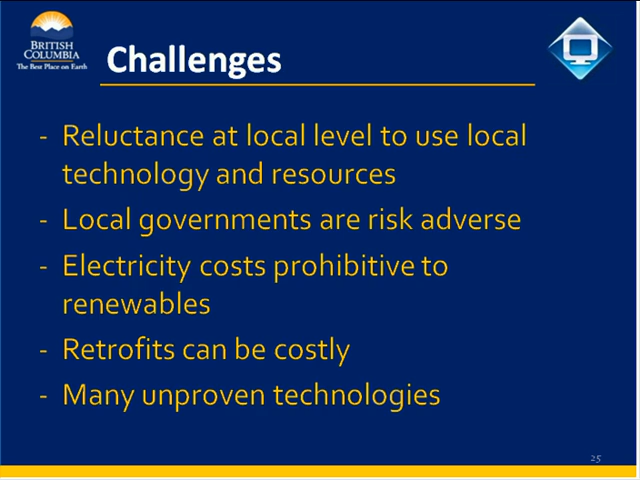 BRITISH
COLUMBIA
The Best Place on Earth
Challenges
- Reluctance at local level to use local
technology and resources
- Local governments are risk adverse
- Electricity costs prohibitive to
renewables
- Retrofits can be costly
- Many unproven technologies
25